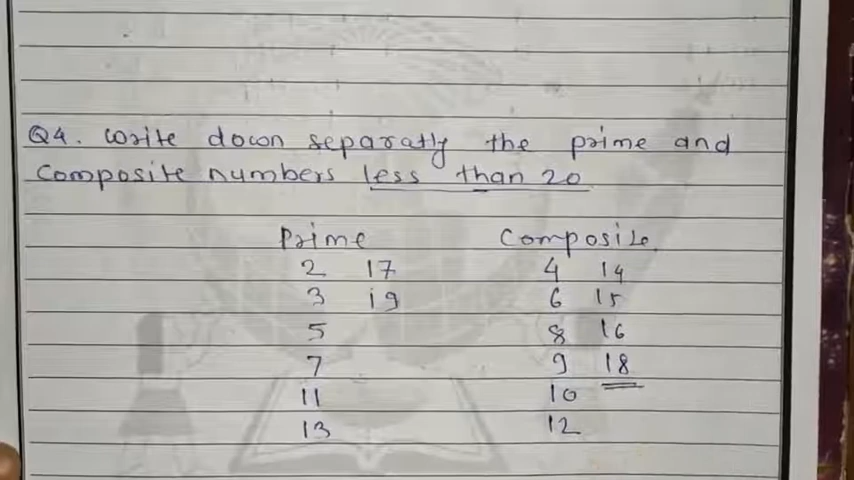 Q4. Write down separatly the prime and
Composite numbers less than 20
Prime Composite
2 17 4 14
3 19 6 15
5 8 16
7 9 18
11 10
13 12